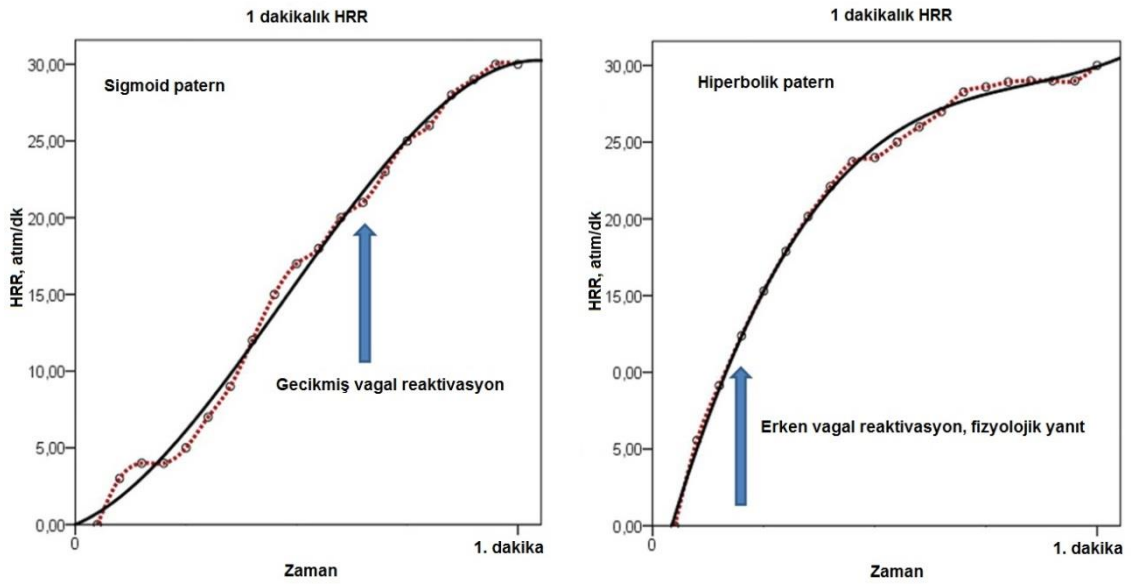 1 dakikalık HRR
Sigmoid patern
30,00
25,00
20,00
15,00
10,00
5,00
0,00
HRR, atım/dk
Gecikmiş vagal reaktivasyon
0
1. dakika
Zaman
1 dakikalık HRR
Hiperbolik patern
30,00
25,00
20,00
15,00
0,00
5,00
0,00
HRR, atım/dk
Erken vagal reaktivasyon, fizyolojik yanıt
0
1. dakika
Zaman